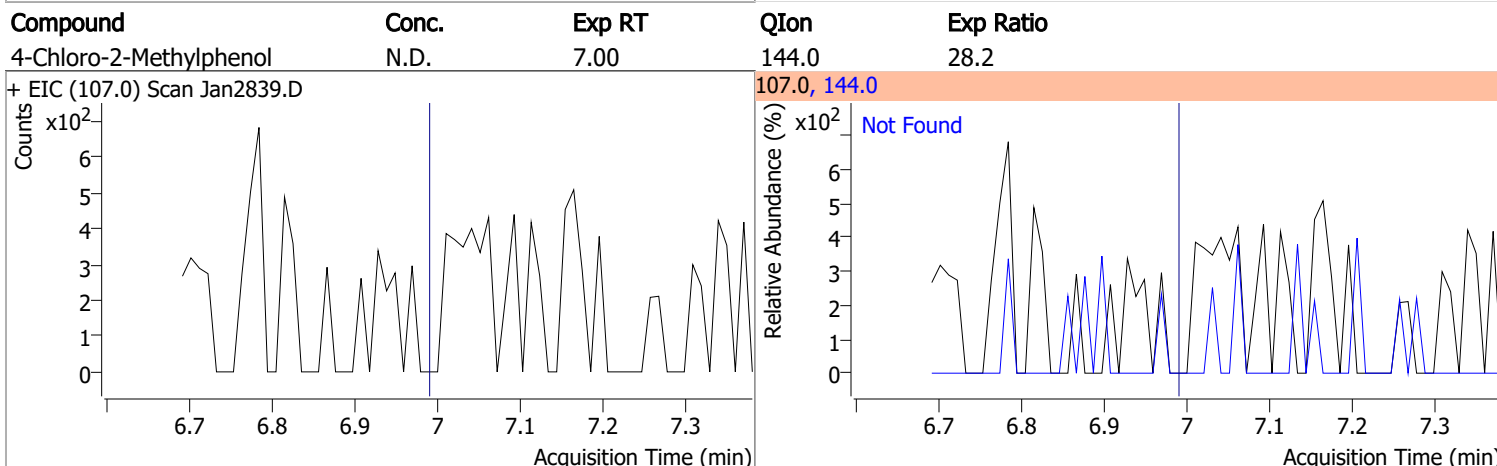 Compound Conc. Exp RT QIon Exp Ratio
4-Chloro-2-Methylphenol N.D. 7.00 144.0 28.2
+ EIC (107.0) Scan Jan2839.D
Counts
x10²
6
5
4
3
2
1
0
6.7 6.8 6.9 7 7.1 7.2 7.3
Acquisition Time (min)
107.0, 144.0
Relative Abundance (%)
x10²
Not Found
6
5
4
3
2
1
0
6.7 6.8 6.9 7 7.1 7.2 7.3
Acquisition Time (min)